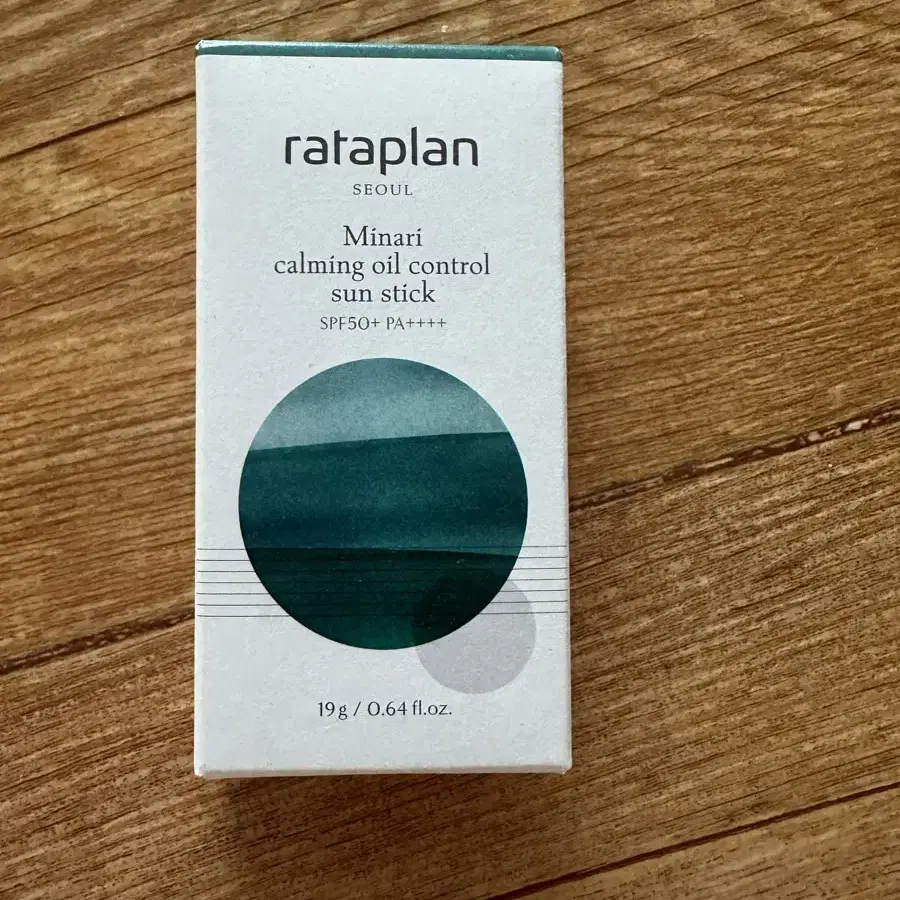 rataplan
SEOUL
Minari
calming oil control
sun stick
SPF50+ PA++++
19g / 0.64 fl.oz.